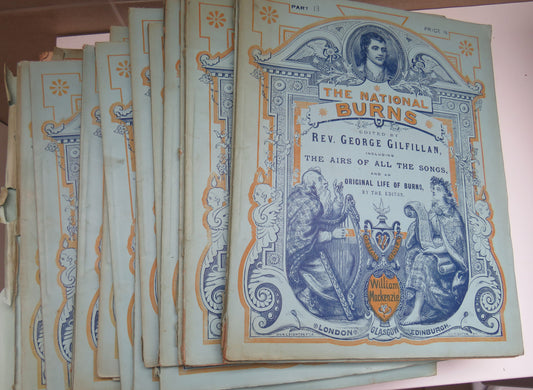 PART 13
PRICE
THE NATIONAL
BURNS
EDITED BY
REV. GEORGE GILFILLAN,
INCLUDING
THE AIRS OF ALL THE SONGS,
AND AN
ORIGINAL LIFE OF BURNS,
BY THE EDITOR.
William
Mackenzie
LONDON
GLASGOW
EDINBURGH